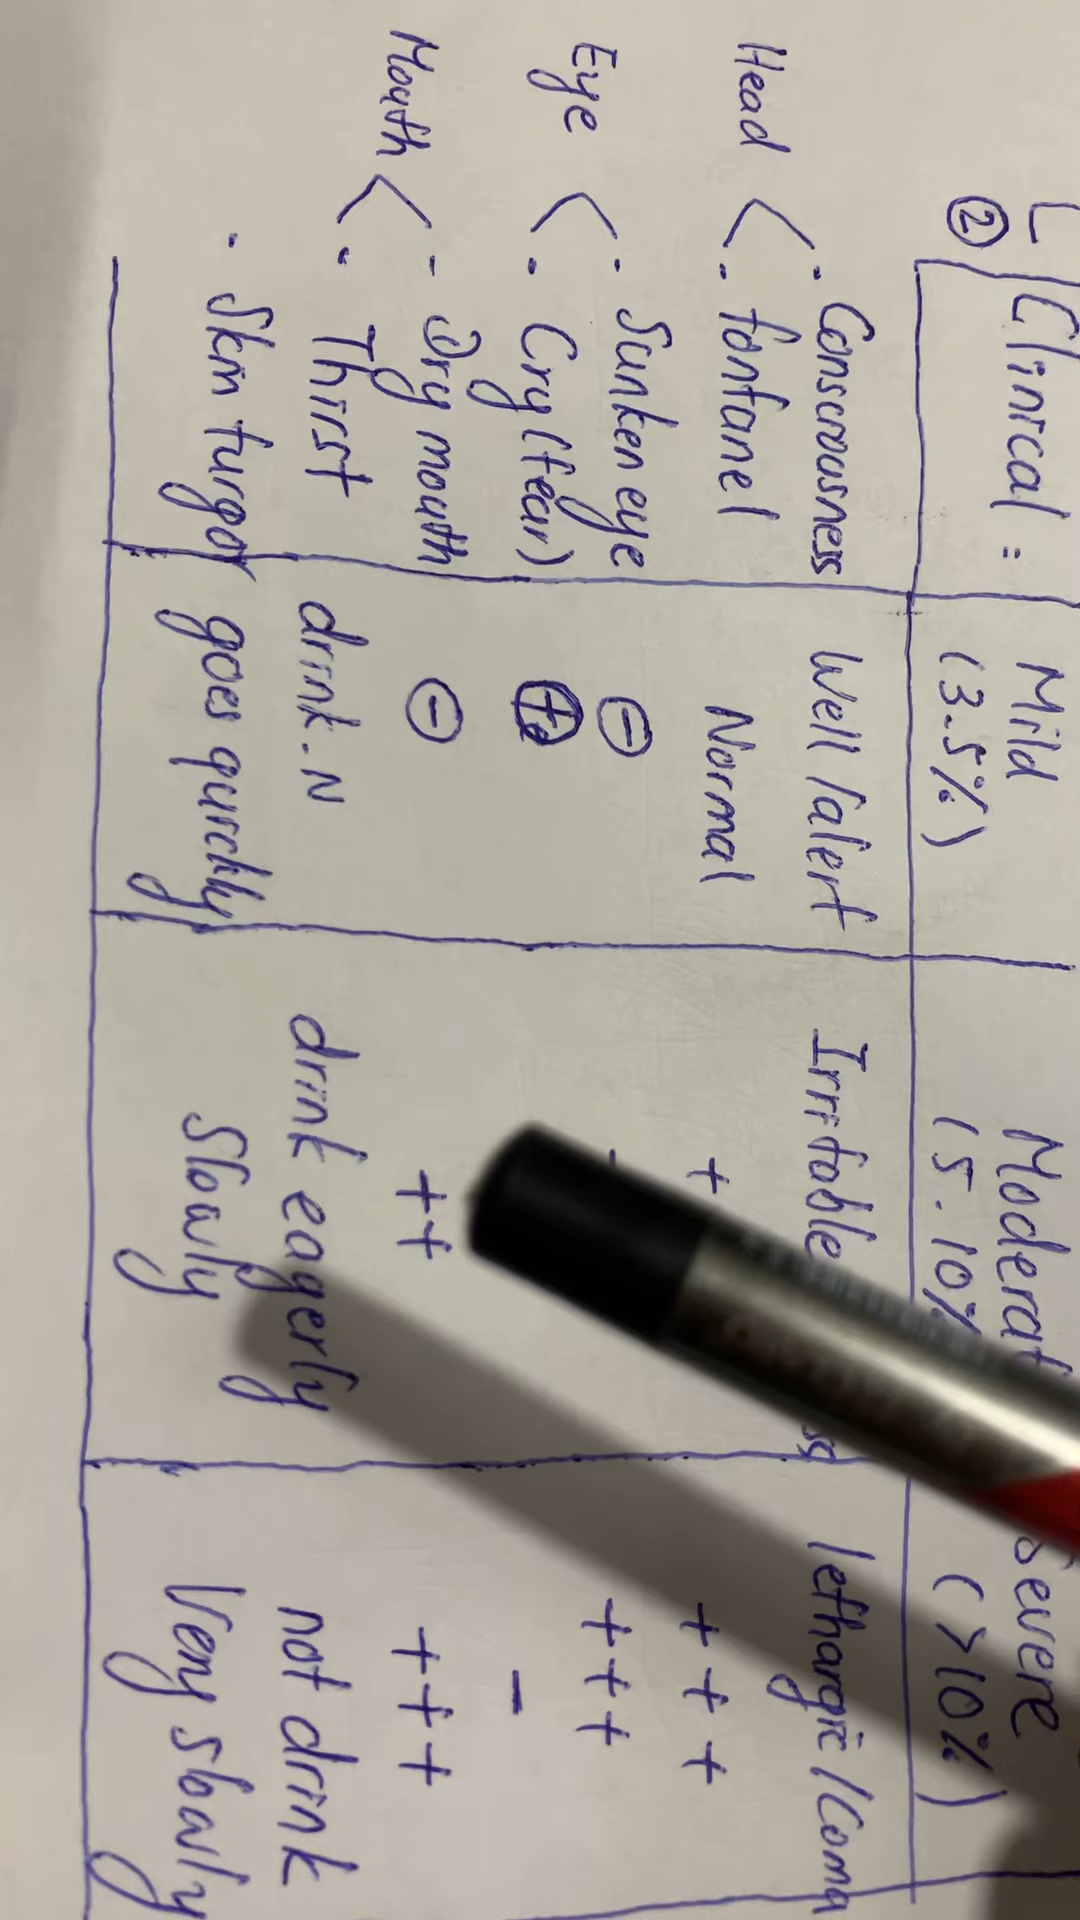 ② Clinical : Mild Moderat Severe
(3-5%) (5-10% (>10%)
Head < . Conscrousness Well /alert Irritable lethargic / Coma
. fontanel Normal + +++
Eye < . Sunken eye ⊖ +++
. Cry (tear) ⊕ -
Mouth < - Dry mouth ⊖ ++ +++
. Thirst drink-N drink eagerly not drink
. Skin turgor goes quickly Slowly Very slowly